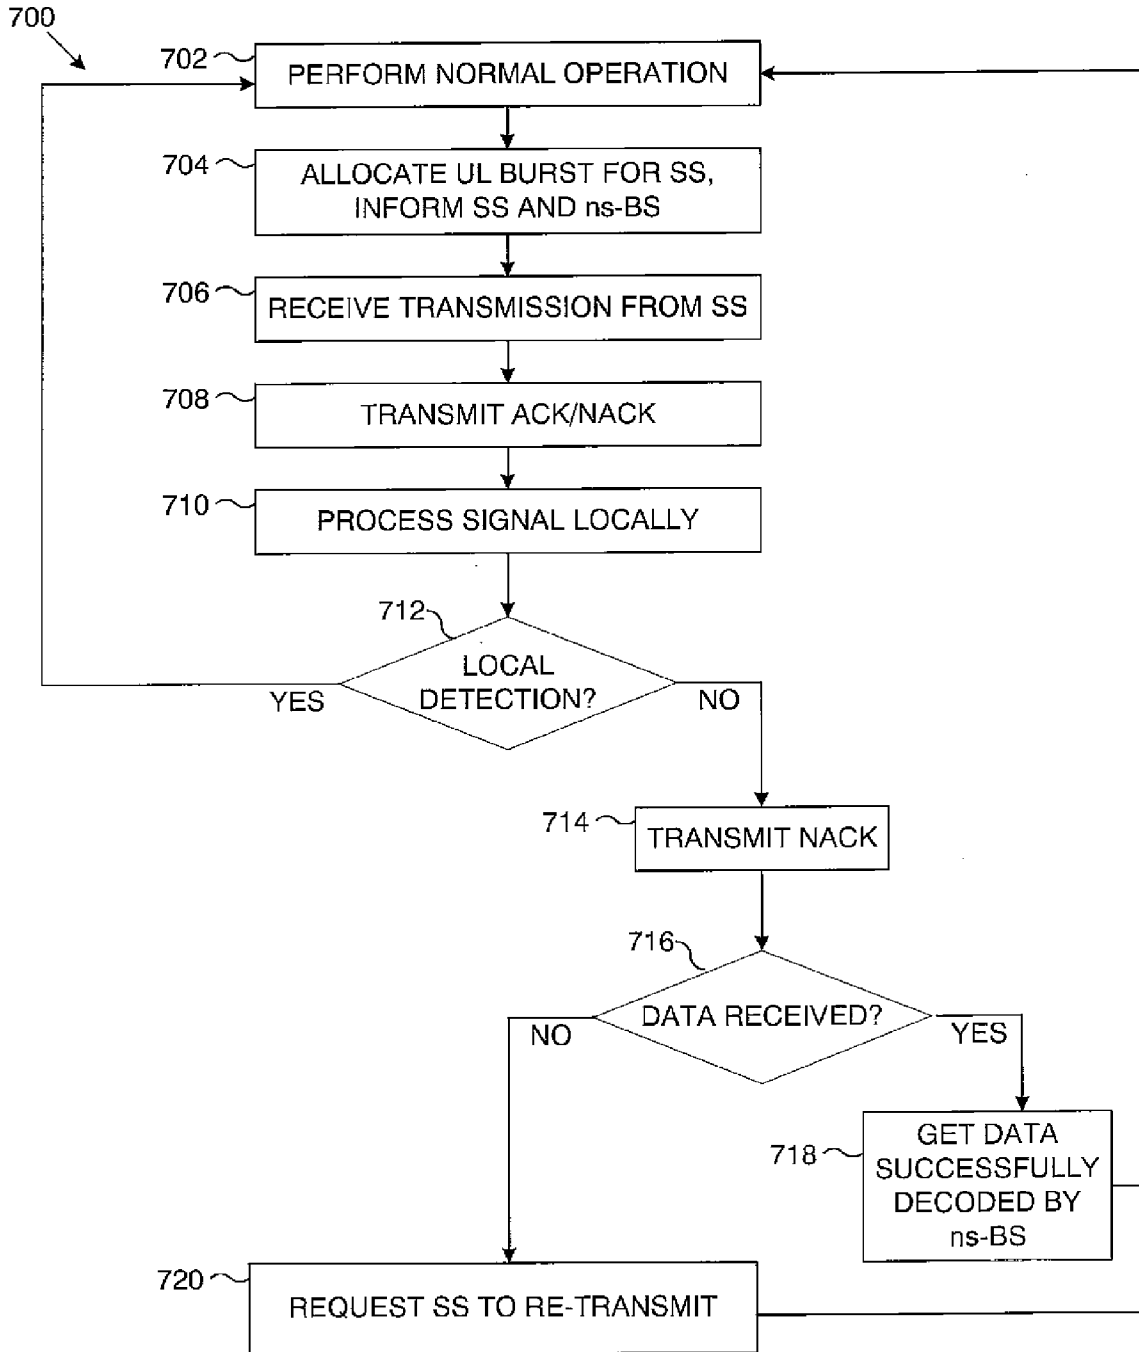 700
702
PERFORM NORMAL OPERATION
704
ALLOCATE UL BURST FOR SS,
INFORM SS AND ns-BS
706
RECEIVE TRANSMISSION FROM SS
708
TRANSMIT ACK/NACK
710
PROCESS SIGNAL LOCALLY
712
LOCAL
DETECTION?
YES
NO
714
TRANSMIT NACK
716
DATA RECEIVED?
NO
YES
718
GET DATA
SUCCESSFULLY
DECODED BY
ns-BS
720
REQUEST SS TO RE-TRANSMIT